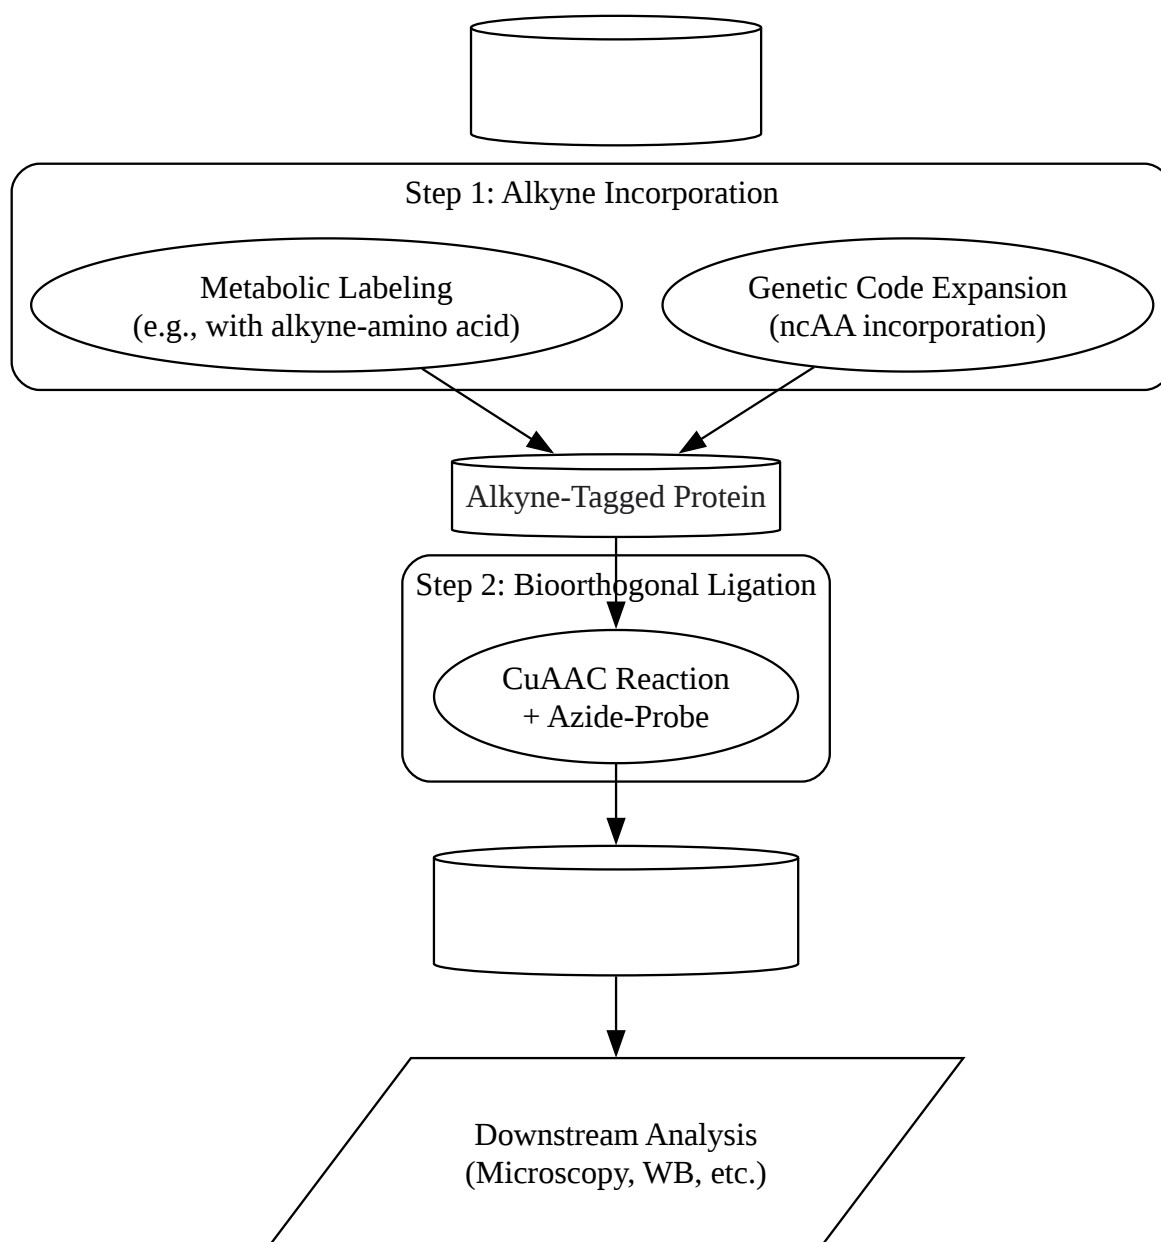 Step 1: Alkyne Incorporation
Metabolic Labeling
(e.g., with alkyne-amino acid)
Genetic Code Expansion
(ncAA incorporation)
Alkyne-Tagged Protein
Step 2: Bioorthogonal Ligation
CuAAC Reaction
+ Azide-Probe
Downstream Analysis
(Microscopy, WB, etc.)